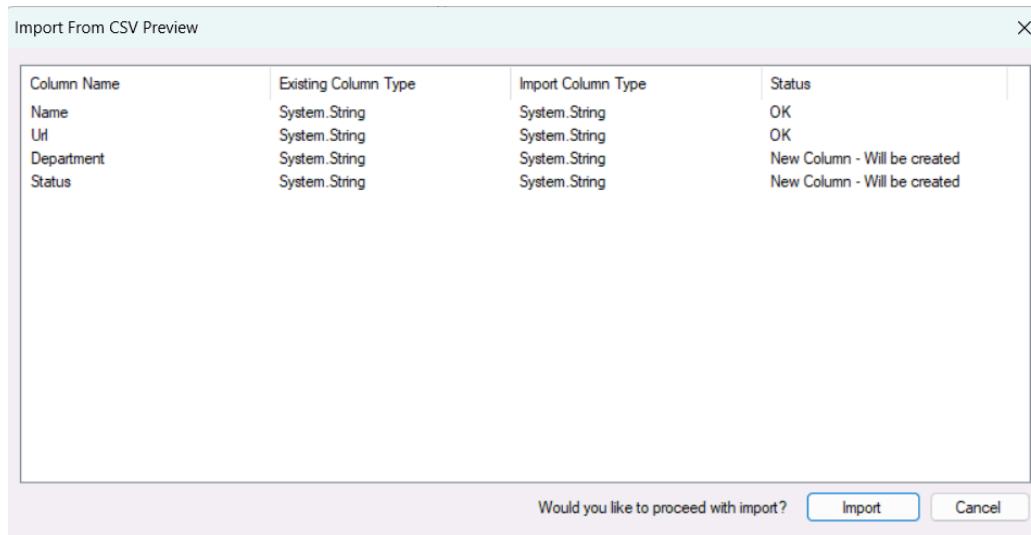 Import From CSV Preview
Column Name Existing Column Type Import Column Type Status
Name System.String System.String OK
Url System.String System.String OK
Department System.String System.String New Column - Will be created
Status System.String System.String New Column - Will be created
Would you like to proceed with import? Import Cancel